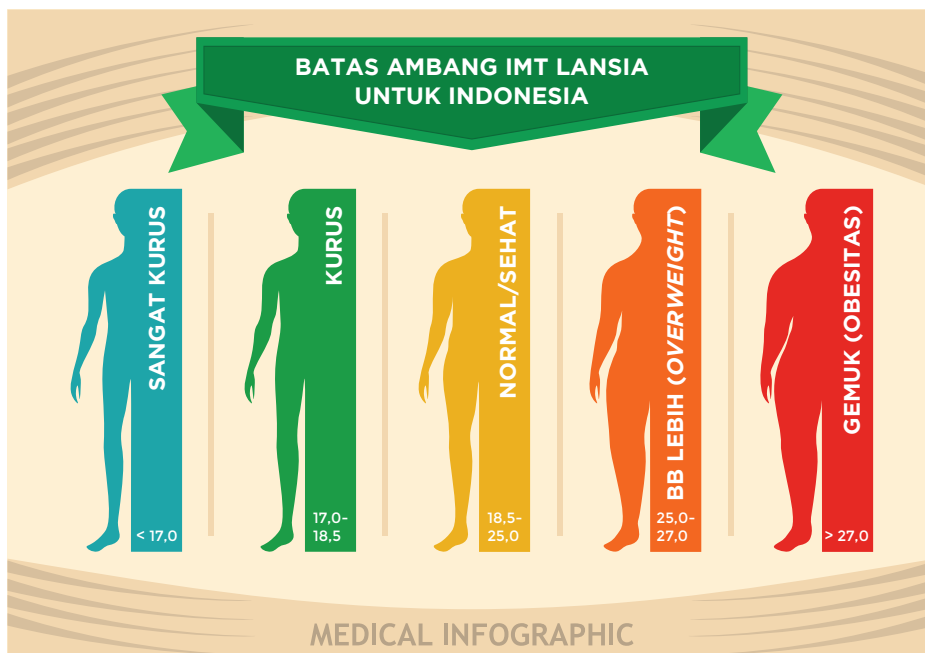 BATAS AMBANG IMT LANSIA
UNTUK INDONESIA
SANGAT KURUS
< 17,0
KURUS
17,0-
18,5
NORMAL/SEHAT
18,5-
25,0
BB LEBIH (OVERWEIGHT)
25,0-
27,0
GEMUK (OBESITAS)
> 27,0
MEDICAL INFOGRAPHIC